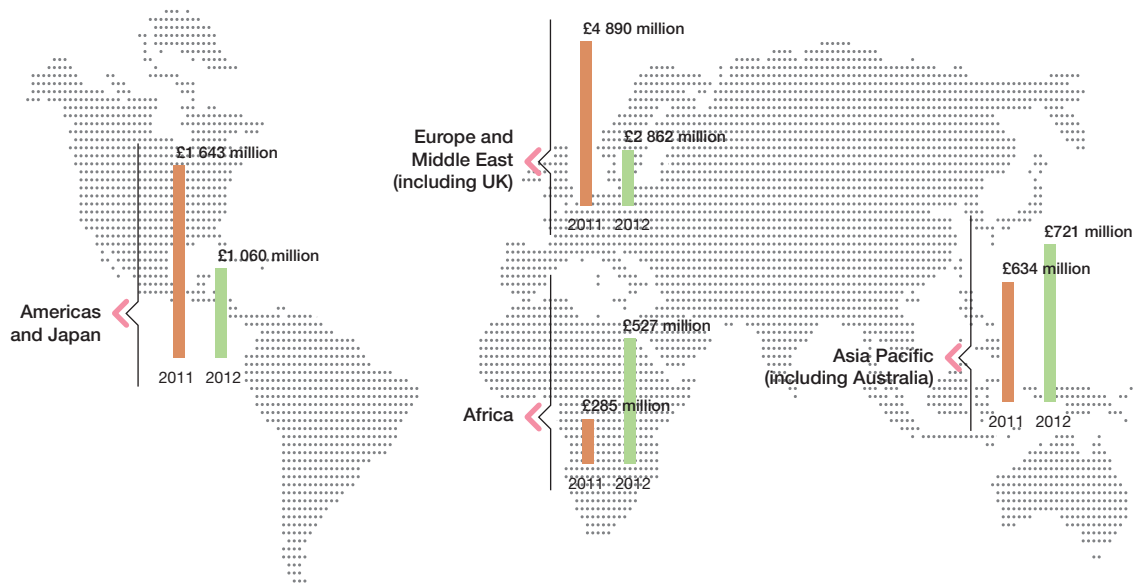 £1 643 million
£1 060 million
Americas
and Japan
2011
2012
£4 890 million
£2 862 million
Europe and
Middle East
(including UK)
2011
2012
£527 million
£285 million
Africa
2011
2012
£721 million
£634 million
Asia Pacific
(including Australia)
2011
2012